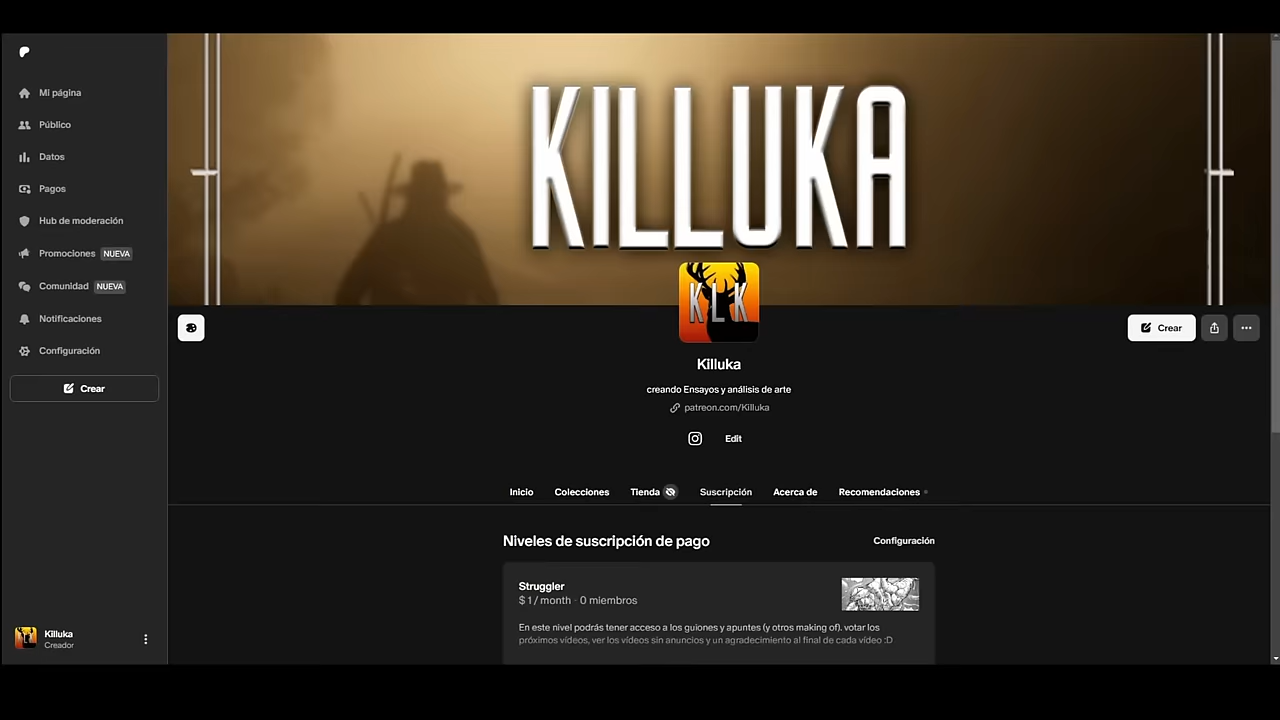 Mi página
Público
Datos
Pagos
Hub de moderación
Promociones NUEVA
Comunidad NUEVA
Notificaciones
Configuración
Crear
Killuka
Creador
KILLUKA
KLK
Crear
Killuka
creando Ensayos y análisis de arte
patreon.com/Killuka
Edit
Inicio Colecciones Tienda Suscripción Acerca de Recomendaciones
Niveles de suscripción de pago Configuración
Struggler
$ 1 / month · 0 miembros
En este nivel podrás tener acceso a los guiones y apuntes (y otros making of). votar los
próximos vídeos, ver los vídeos sin anuncios y un agradecimiento al final de cada vídeo :D